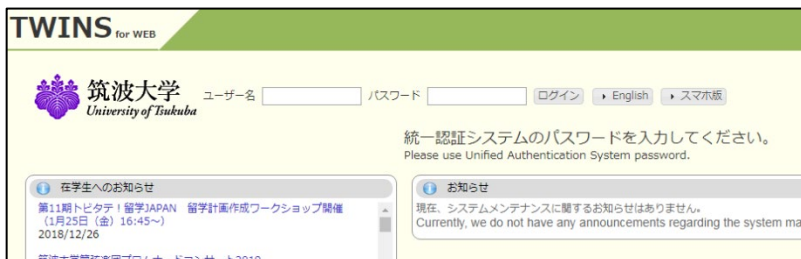 TWINS for WEB
筑波大学
University of Tsukuba
ユーザー名 パスワード ログイン English スマホ版
統一認証システムのパスワードを入力してください。
Please use Unified Authentication System password.
在学生へのお知らせ
第11期トビタテ！留学JAPAN 留学計画作成ワークショップ開催
（1月25日（金）16:45～）
2018/12/26
お知らせ
現在、システムメンテナンスに関するお知らせはありません。
Currently, we do not have any announcements regarding the system ma